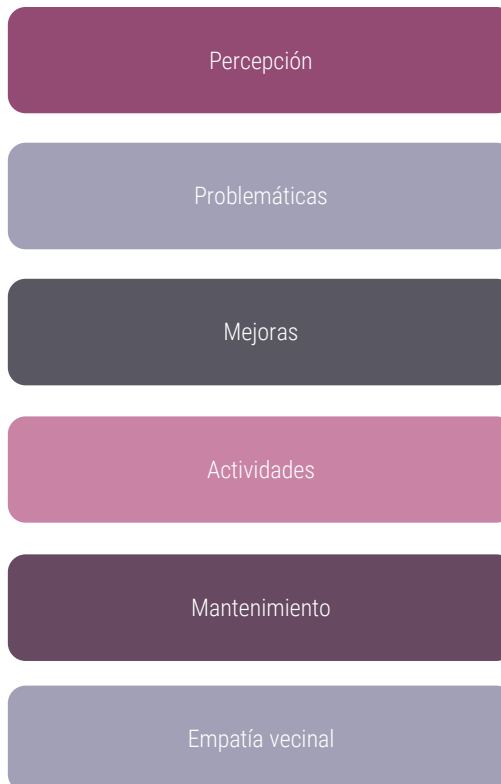 Percepción
Problemáticas
Mejoras
Actividades
Mantenimiento
Empatía vecinal